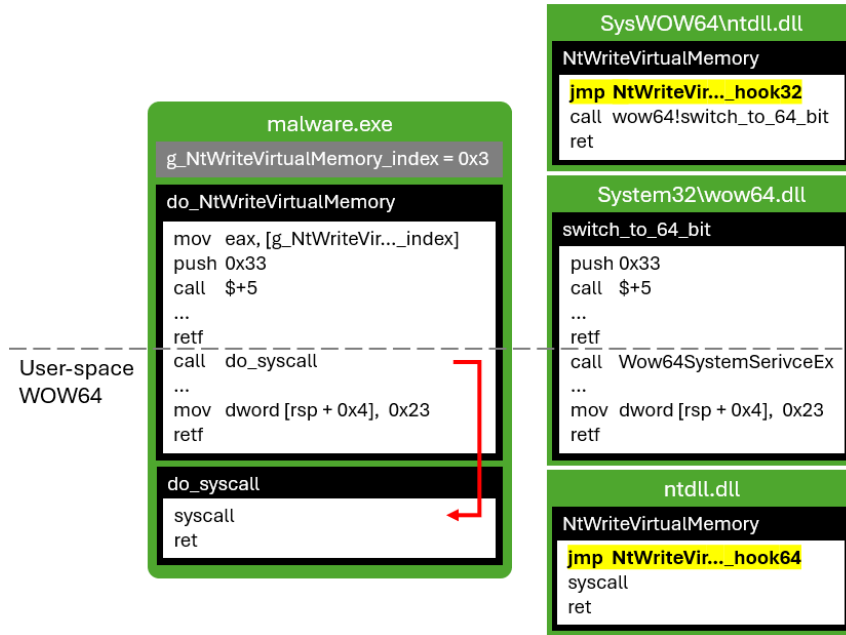 malware.exe
g_NtWriteVirtualMemory_index = 0x3
do_NtWriteVirtualMemory
mov eax, [g_NtWriteVir..._index]
push 0x33
call $+5
...
retf
call do_syscall
...
mov dword [rsp + 0x4], 0x23
retf
do_syscall
syscall
ret
User-space
WOW64
SysWOW64\ntdll.dll
NtWriteVirtualMemory
jmp NtWriteVir..._hook32
call wow64!switch_to_64_bit
ret
System32\wow64.dll
switch_to_64_bit
push 0x33
call $+5
...
retf
call Wow64SystemSerivceEx
...
mov dword [rsp + 0x4], 0x23
retf
ntdll.dll
NtWriteVirtualMemory
jmp NtWriteVir..._hook64
syscall
ret